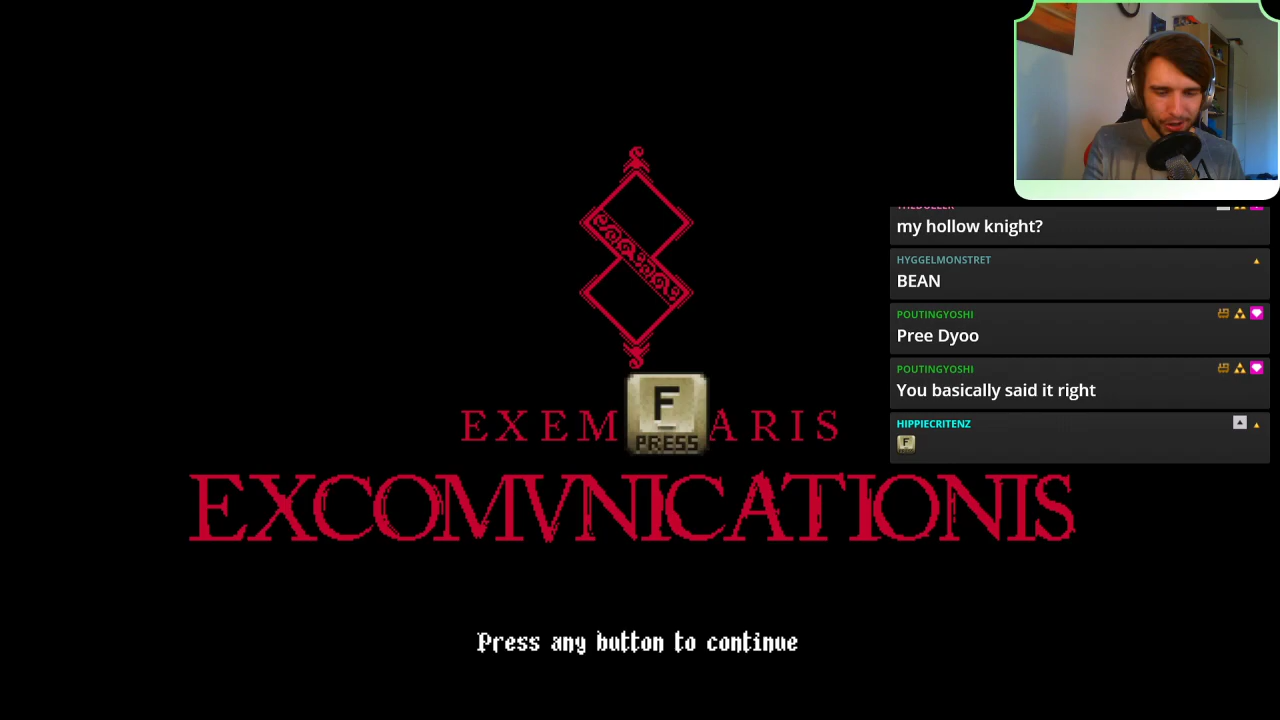 my hollow knight?
HYGGELMONSTRET
BEAN
POUTINGYOSHI
Pree Dyoo
POUTINGYOSHI
You basically said it right
HIPPIECRITENZ
F
EXEM ARIS
F
PRESS
EXCOMVNICATIONIS
Press any button to continue